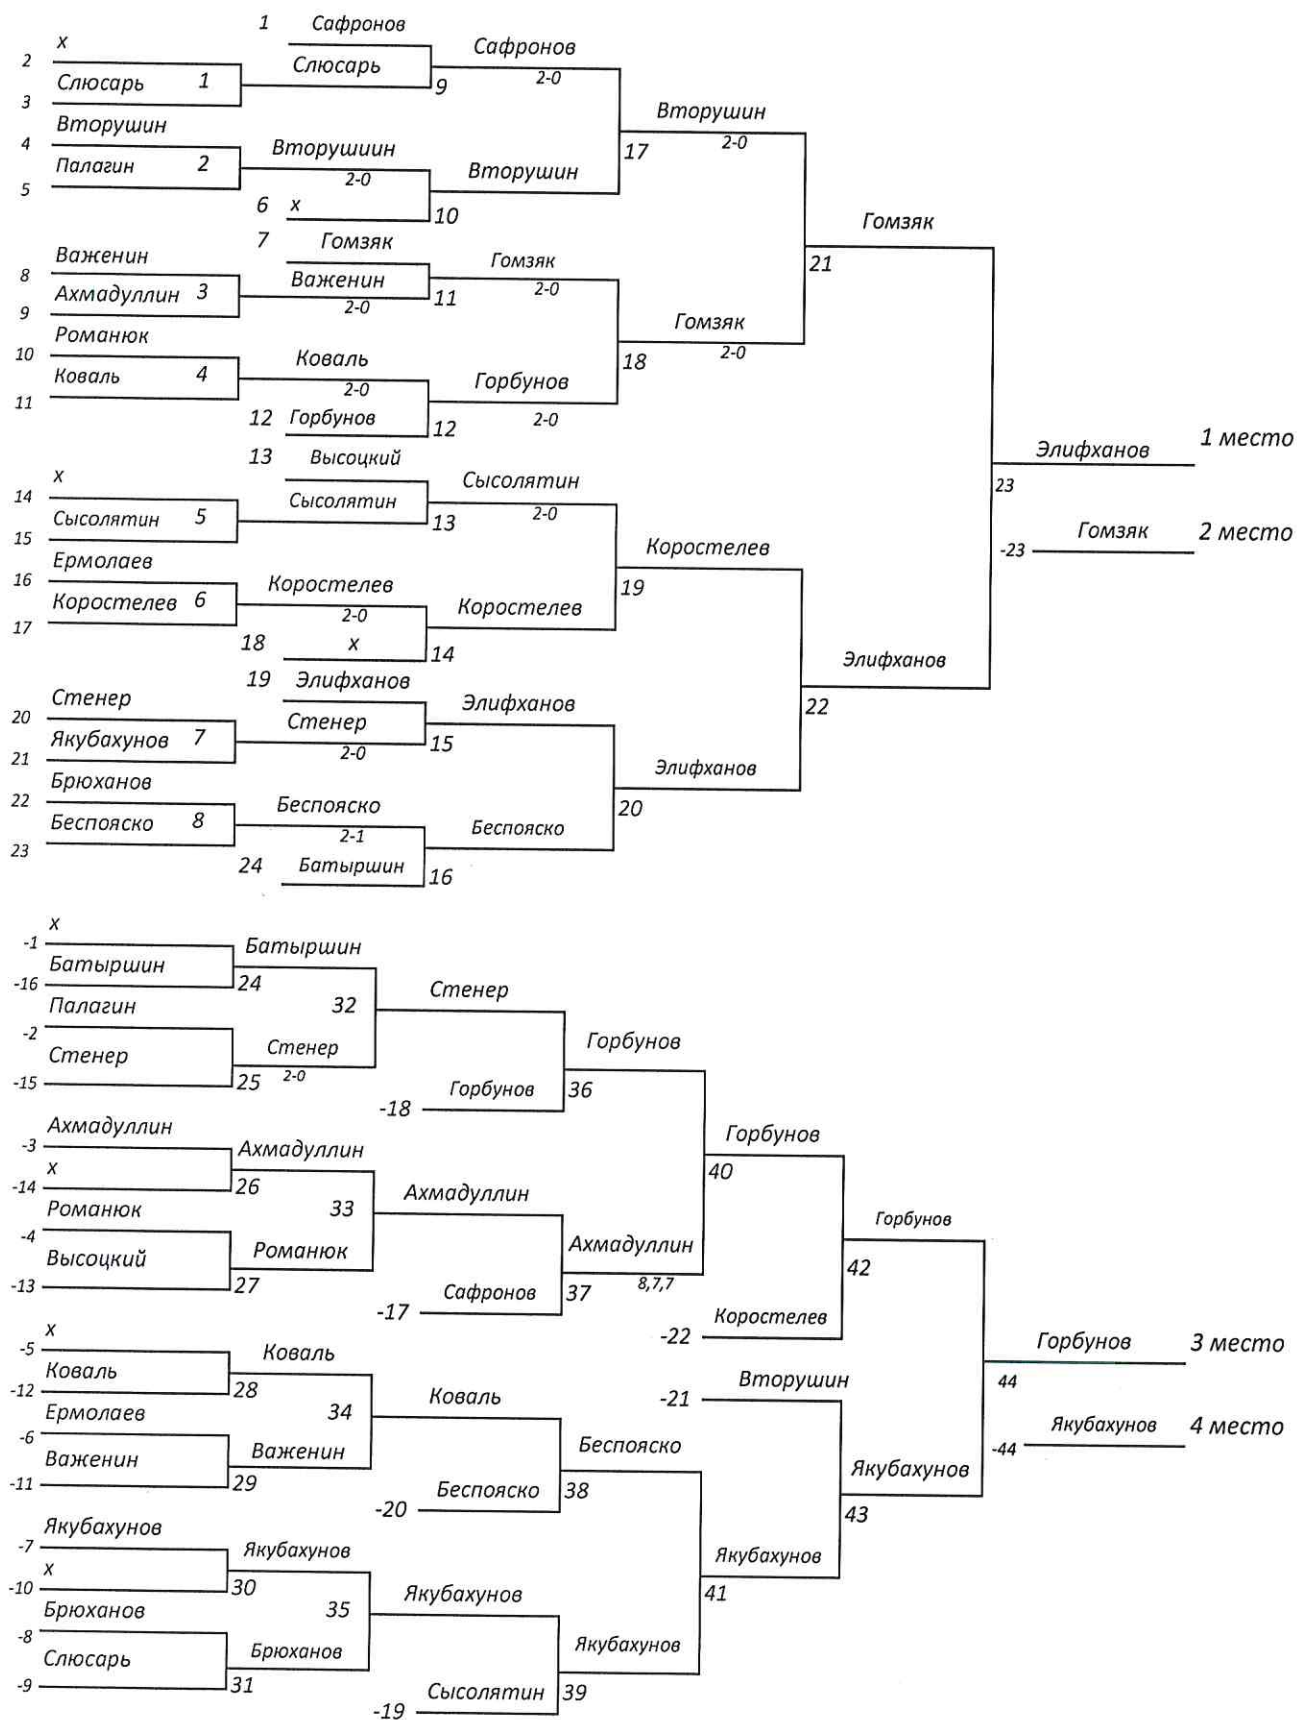 1 Сафронов
х
2
Слюсарь 1
3
Слюсарь
9
Сафронов
2-0
Вторушин
4
Палагин 2
5
Вторушиин
2-0
6 х
10
Вторушин
17
Вторушин
2-0
7 Гомзяк
Важенин
8
Ахмадуллин 3
9
Важенин
2-0
11
Гомзяк
2-0
Романюк
10
Коваль 4
11
Коваль
2-0
12 Горбунов
12
Горбунов
2-0
18
Гомзяк
2-0
21
Гомзяк
13 Высоцкий
х
14
Сысолятин 5
15
Сысолятин
13
Сысолятин
2-0
Ермолаев
16
Коростелев 6
17
Коростелев
2-0
18 х
14
Коростелев
19
Коростелев
19 Элифханов
Стенер
20
Якубахунов 7
21
Стенер
2-0
15
Элифханов
Брюханов
22
Беспояско 8
23
Беспояско
2-1
24 Батыршин
16
Беспояско
20
Элифханов
22
Элифханов
Элифханов 1 место
23
-23 Гомзяк 2 место
х
-1
Батыршин
-16
24
Батыршин
Палагин
-2
Стенер
-15
25
Стенер
2-0
32
Стенер
-18 Горбунов
36
Горбунов
Ахмадуллин
-3
х
-14
26
Ахмадуллин
Романюк
-4
Высоцкий
-13
27
Романюк
33
Ахмадуллин
-17 Сафронов
37
Ахмадуллин
8,7,7
40
Горбунов
-22 Коростелев
42
Горбунов
х
-5
Коваль
-12
28
Коваль
Ермолаев
-6
Важенин
-11
29
Важенин
34
Коваль
-20 Беспояско
38
Беспояско
-21 Вторушин
Якубахунов
-7
х
-10
30
Якубахунов
Брюханов
-8
Слюсарь
-9
31
Брюханов
35
Якубахунов
-19 Сысолятин
39
Якубахунов
41
Якубахунов
43
Якубахунов
Горбунов 3 место
44
-44 Якубахунов 4 место